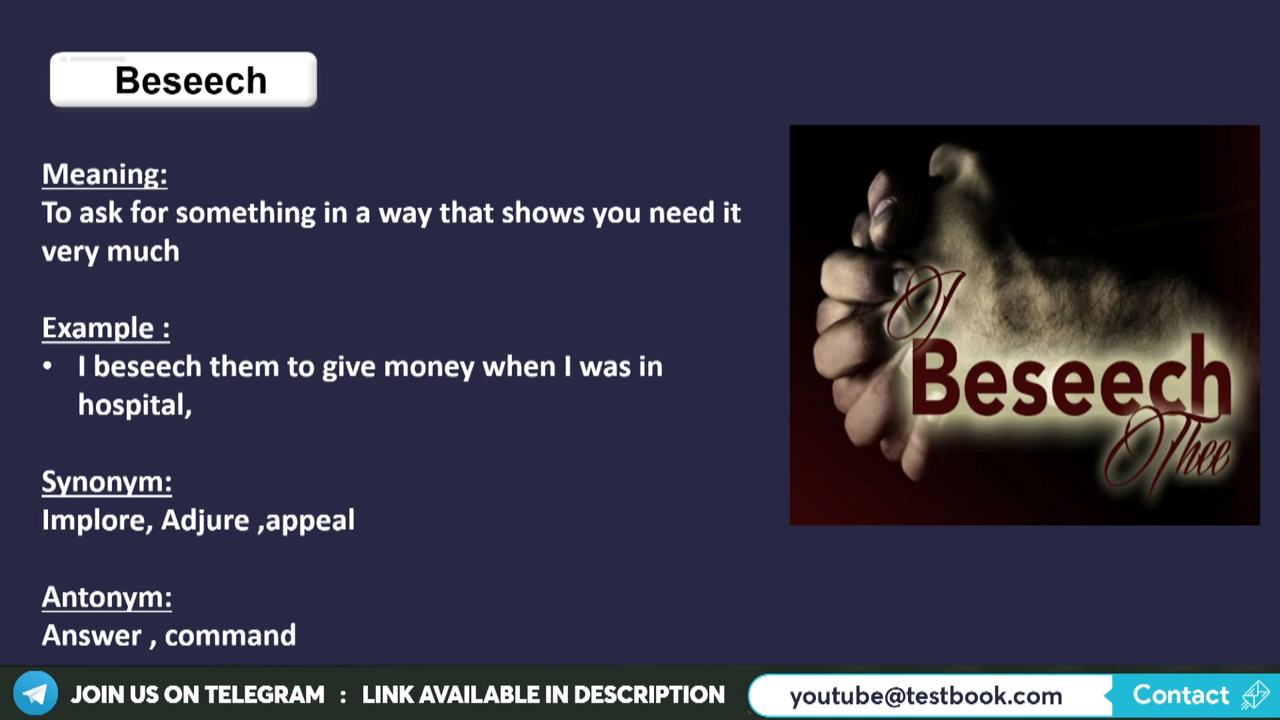 Beseech
Meaning:
To ask for something in a way that shows you need it
very much
Example :
• I beseech them to give money when I was in
hospital,
Synonym:
Implore, Adjure ,appeal
Antonym:
Answer , command
I
Beseech
Thee
JOIN US ON TELEGRAM : LINK AVAILABLE IN DESCRIPTION
youtube@testbook.com
Contact